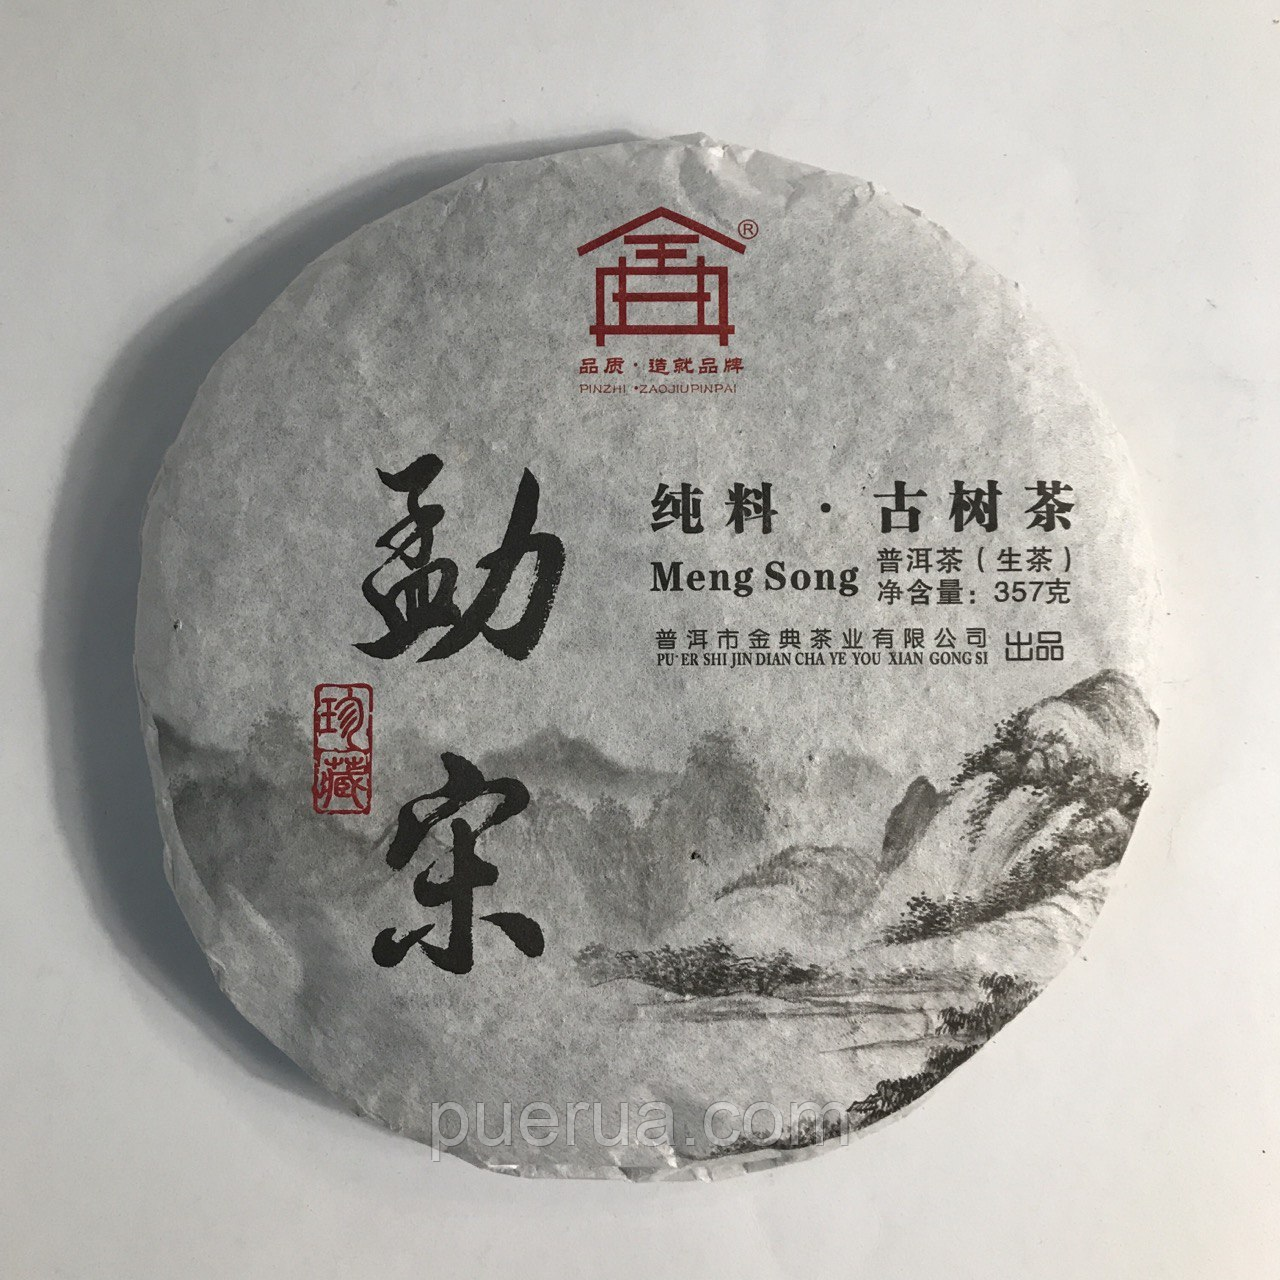 金典®
品质·造就品牌
PINZHI •ZAOJIUPINPAI
勐宋
珍藏
纯料·古树茶
Meng Song
普洱茶（生茶）
净含量：357克
普洱市金典茶业有限公司 出品
PU'ER SHI JIN DIAN CHA YE YOU XIAN GONG SI
puerua.com